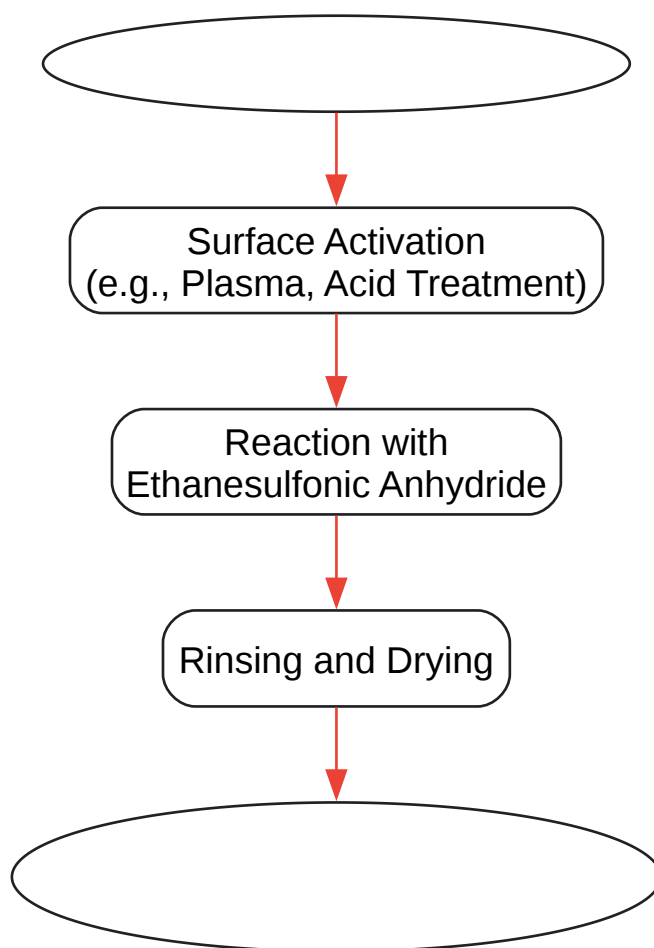 Surface Activation
(e.g., Plasma, Acid Treatment)
Reaction with
Ethanesulfonic Anhydride
Rinsing and Drying